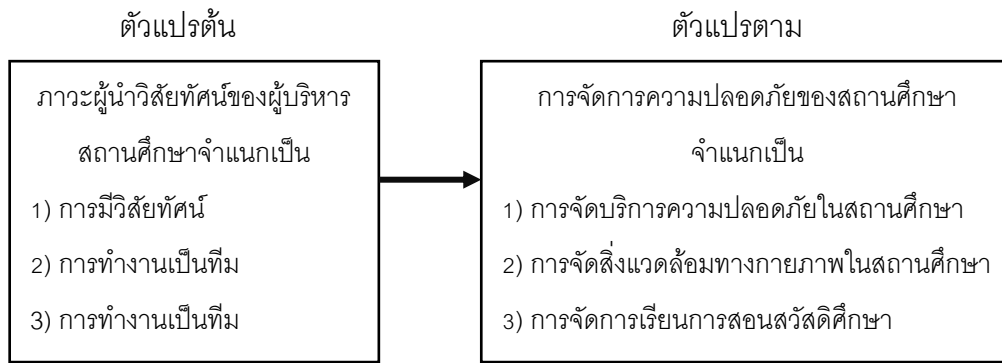 ตัวแปรต้น
ภาวะผู้นำวิสัยทัศน์ของผู้บริหาร
สถานศึกษาจำแนกเป็น
1) การมีวิสัยทัศน์
2) การทำงานเป็นทีม
3) การทำงานเป็นทีม
ตัวแปรตาม
การจัดการความปลอดภัยของสถานศึกษา
จำแนกเป็น
1) การจัดบริการความปลอดภัยในสถานศึกษา
2) การจัดสิ่งแวดล้อมทางกายภาพในสถานศึกษา
3) การจัดการเรียนการสอนสวัสดิศึกษา